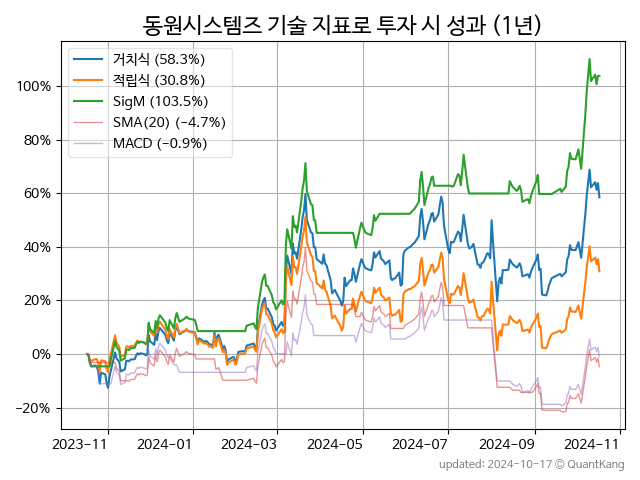 동원시스템즈 기술 지표로 투자 시 성과 (1년)
거치식 (58.3%)
적립식 (30.8%)
SigM (103.5%)
SMA(20) (−4.7%)
MACD (−0.9%)
100%
80%
60%
40%
20%
0%
−20%
2023-11 2024-01 2024-03 2024-05 2024-07 2024-09 2024-11
updated: 2024-10-17 © QuantKang